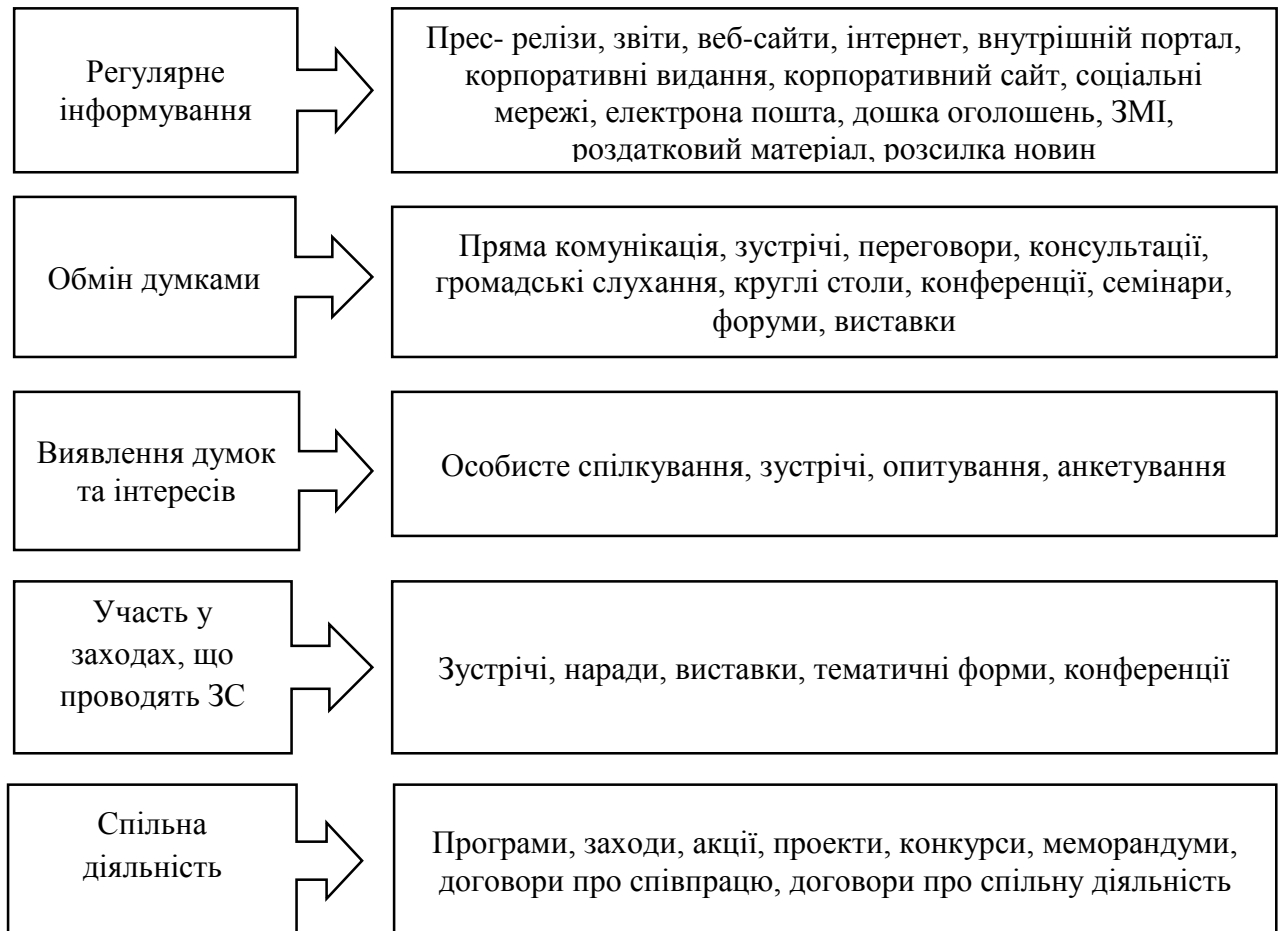 Регулярне
інформування
Прес- релізи, звіти, веб-сайти, інтернет, внутрішній портал,
корпоративні видання, корпоративний сайт, соціальні
мережі, електрона пошта, дошка оголошень, ЗМІ,
роздатковий матеріал, розсилка новин
Обмін думками
Пряма комунікація, зустрічі, переговори, консультації,
громадські слухання, круглі столи, конференції, семінари,
форуми, виставки
Виявлення думок
та інтересів
Особисте спілкування, зустрічі, опитування, анкетування
Участь у
заходах, що
проводять ЗС
Зустрічі, наради, виставки, тематичні форми, конференції
Спільна
діяльність
Програми, заходи, акції, проекти, конкурси, меморандуми,
договори про співпрацю, договори про спільну діяльність